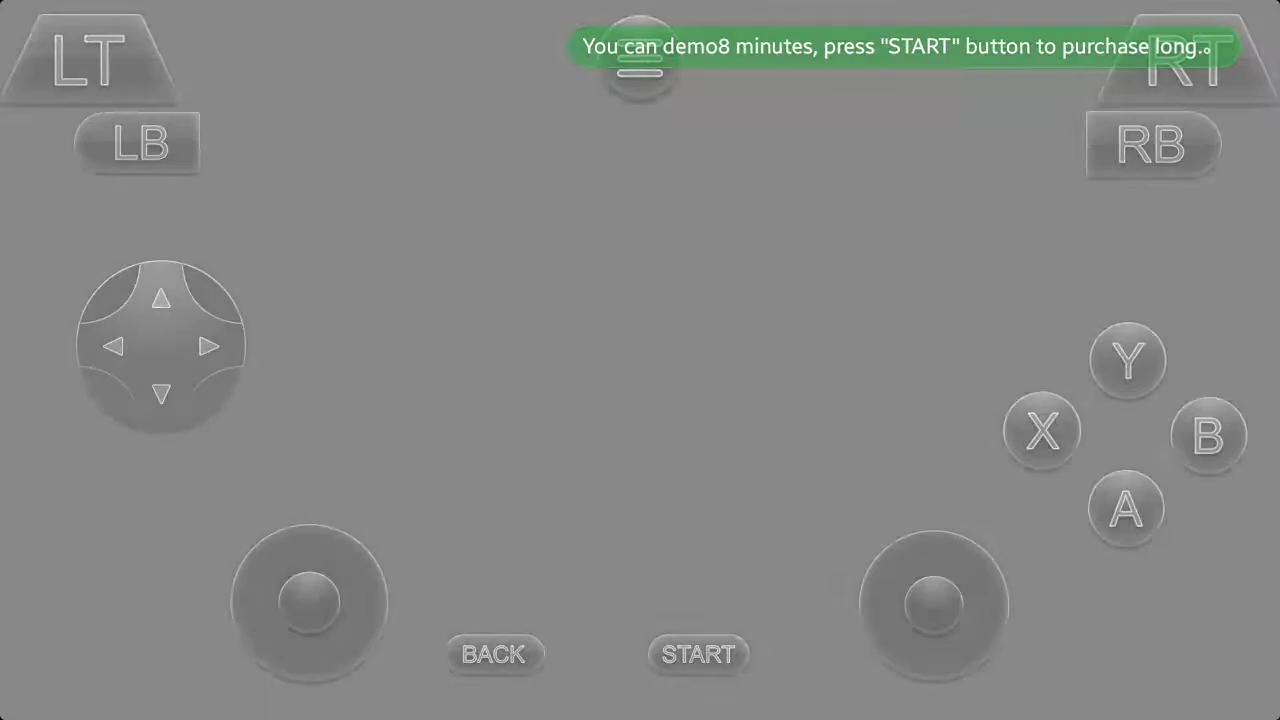 LT
You can demo8 minutes, press "START" button to purchase long.。
RT
LB
RB
Y
X
B
A
BACK
START